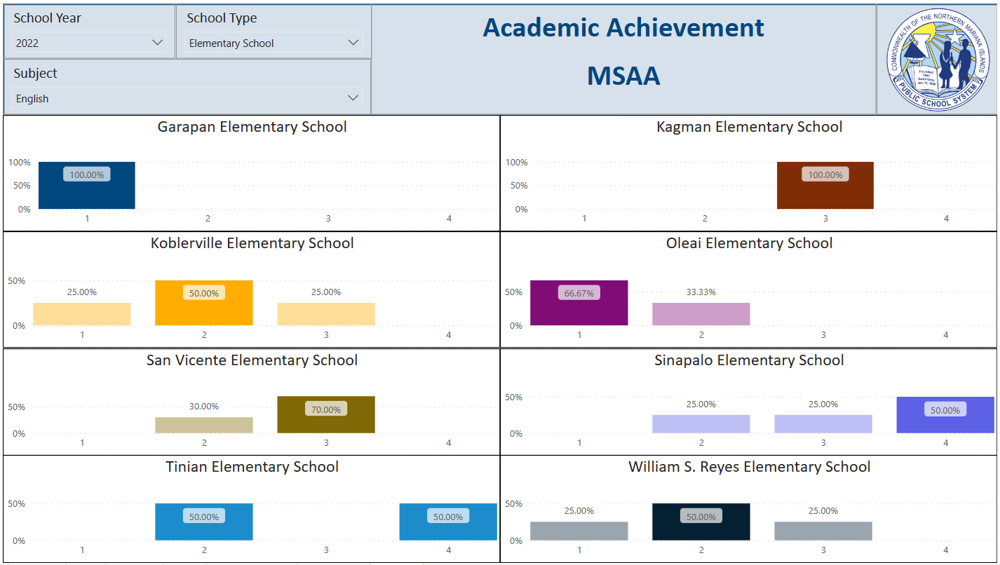 School Year
2022
School Type
Elementary School
Subject
English
Academic Achievement
MSAA
COMMONWEALTH OF THE NORTHERN MARIANA ISLANDS
PUBLIC SCHOOL SYSTEM
Founded
1947
Autonomy
Jan. 11, 1988
Garapan Elementary School
100%
50%
0%
100.00%
1 2 3 4
Kagman Elementary School
100%
50%
0%
100.00%
1 2 3 4
Koblerville Elementary School
50%
0%
25.00% 50.00% 25.00%
1 2 3 4
Oleai Elementary School
50%
0%
66.67% 33.33%
1 2 3 4
San Vicente Elementary School
50%
0%
30.00% 70.00%
1 2 3 4
Sinapalo Elementary School
50%
0%
25.00% 25.00% 50.00%
1 2 3 4
Tinian Elementary School
50%
0%
50.00% 50.00%
1 2 3 4
William S. Reyes Elementary School
50%
0%
25.00% 50.00% 25.00%
1 2 3 4